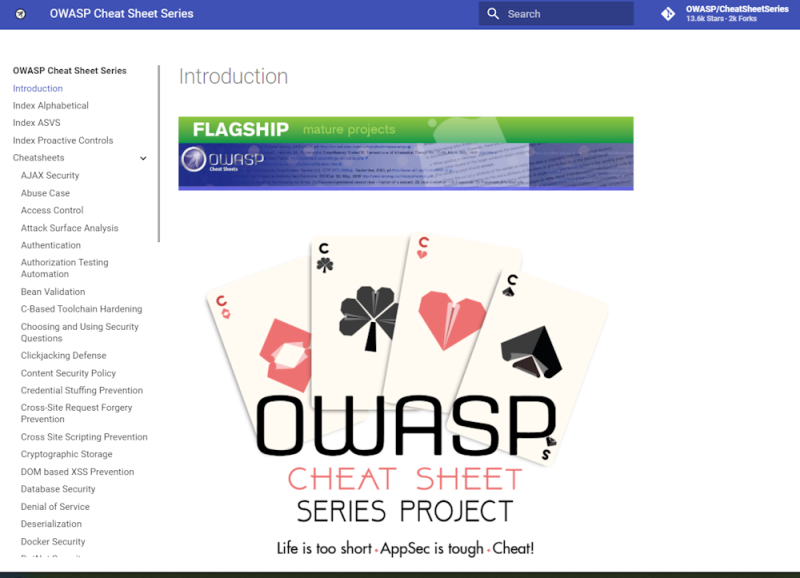 OWASP Cheat Sheet Series
Search
OWASP/CheatSheetSeries
13.6k Stars · 2k Forks
OWASP Cheat Sheet Series
Introduction
Index Alphabetical
Index ASVS
Index Proactive Controls
Cheatsheets
AJAX Security
Abuse Case
Access Control
Attack Surface Analysis
Authentication
Authorization Testing
Automation
Bean Validation
C-Based Toolchain Hardening
Choosing and Using Security
Questions
Clickjacking Defense
Content Security Policy
Credential Stuffing Prevention
Cross-Site Request Forgery
Prevention
Cross Site Scripting Prevention
Cryptographic Storage
DOM based XSS Prevention
Database Security
Denial of Service
Deserialization
Docker Security
Introduction
FLAGSHIP mature projects
OWASP
Cheat Sheets
C
C
C
C
OWASP
S
CHEAT SHEET
SERIES PROJECT
Life is too short • AppSec is tough • Cheat!